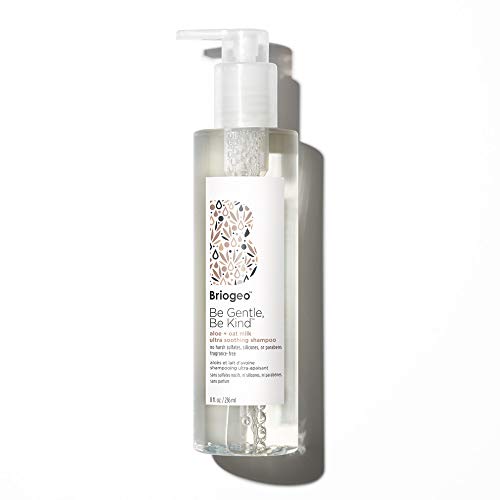 Briogeo™
Be Gentle,
Be Kind™
aloe + oat milk
ultra soothing shampoo
no harsh sulfates, silicones, or parabens
fragrance-free
aloès et lait d'avoine
shampooing ultra-apaisant
sans sulfates nocifs, ni silicones, ni parabènes,
sans parfum
8 fl.oz / 236 ml